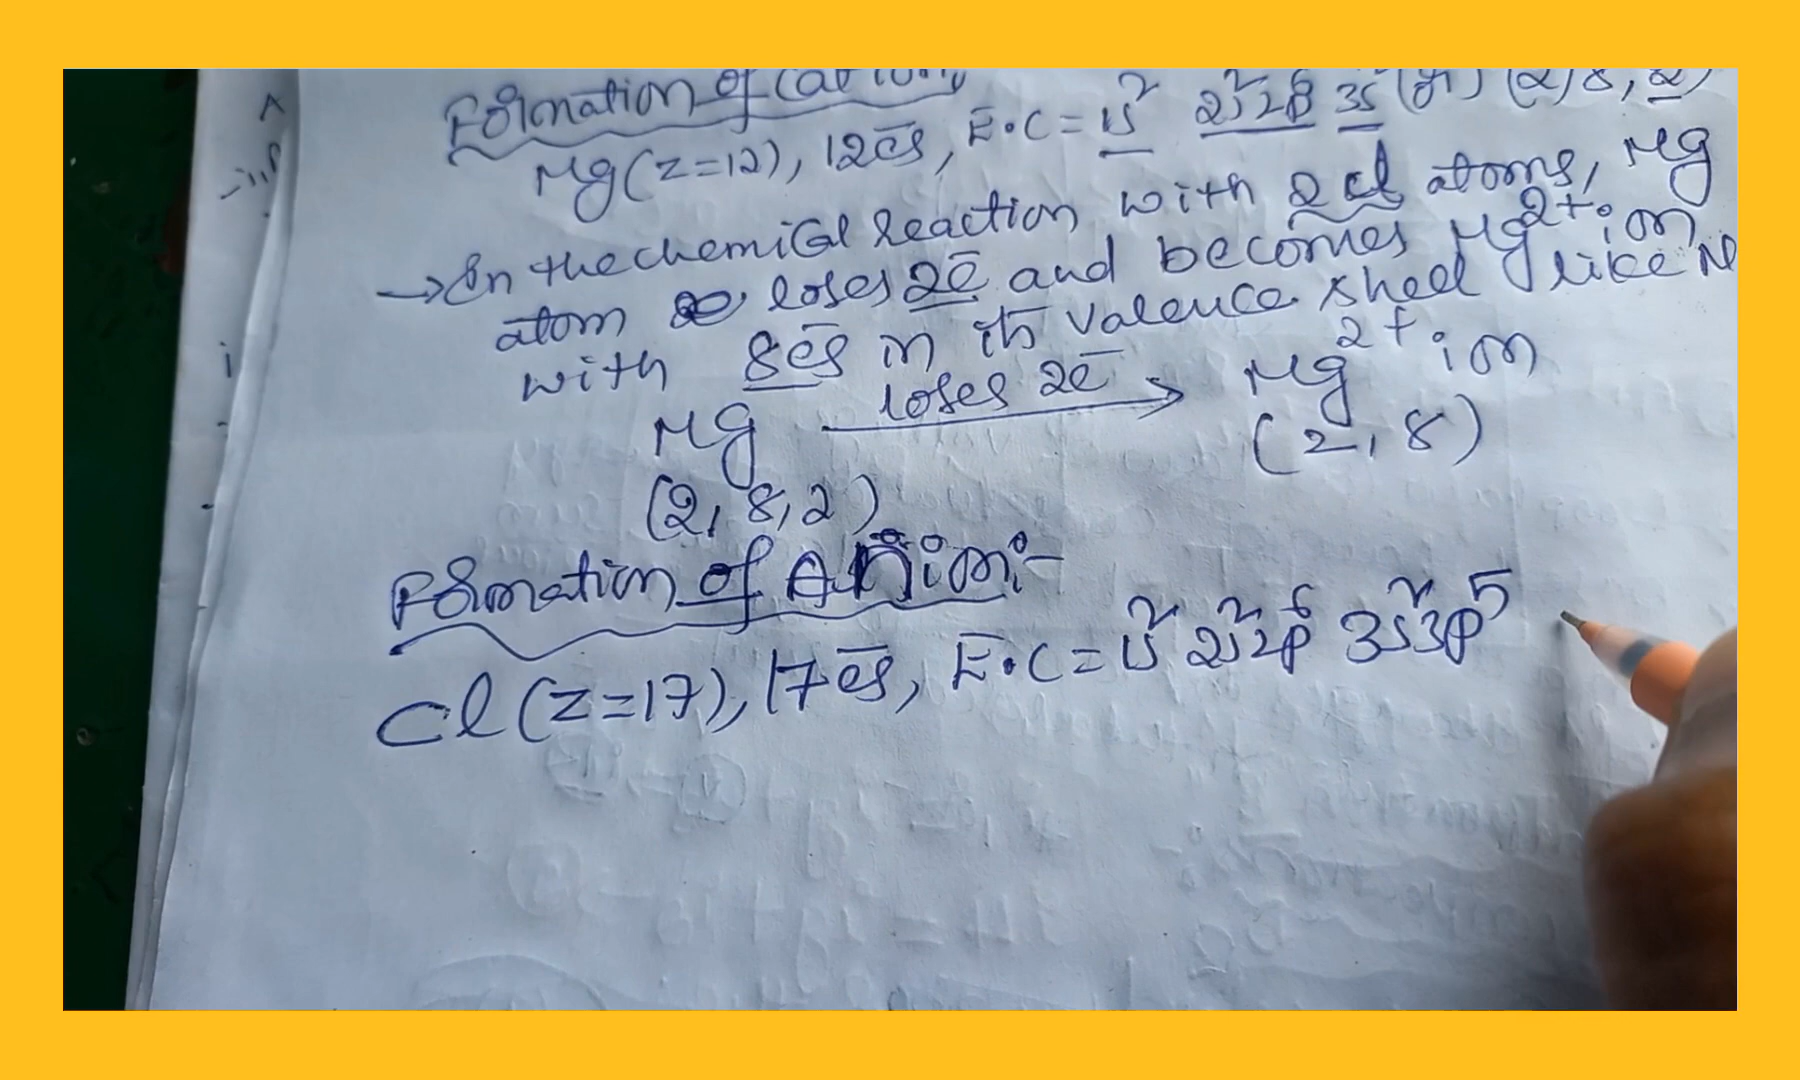 Formation of Cation
Mg(Z=12), 12e̅s, E.C = 1s² 2s²2p⁶ 3s² (or) (2,8,2)
→ In the chemical reaction with 2 Cl atoms, Mg
atom loses 2e̅ and becomes Mg²⁺ ion
with 8e̅s in its valence shell like Ne
Mg loses 2e̅ → Mg²⁺ ion
(2,8,2) (2,8)
Formation of Anion:-
Cl (Z=17), 17e̅s, E.C = 1s² 2s²2p⁶ 3s²3p⁵